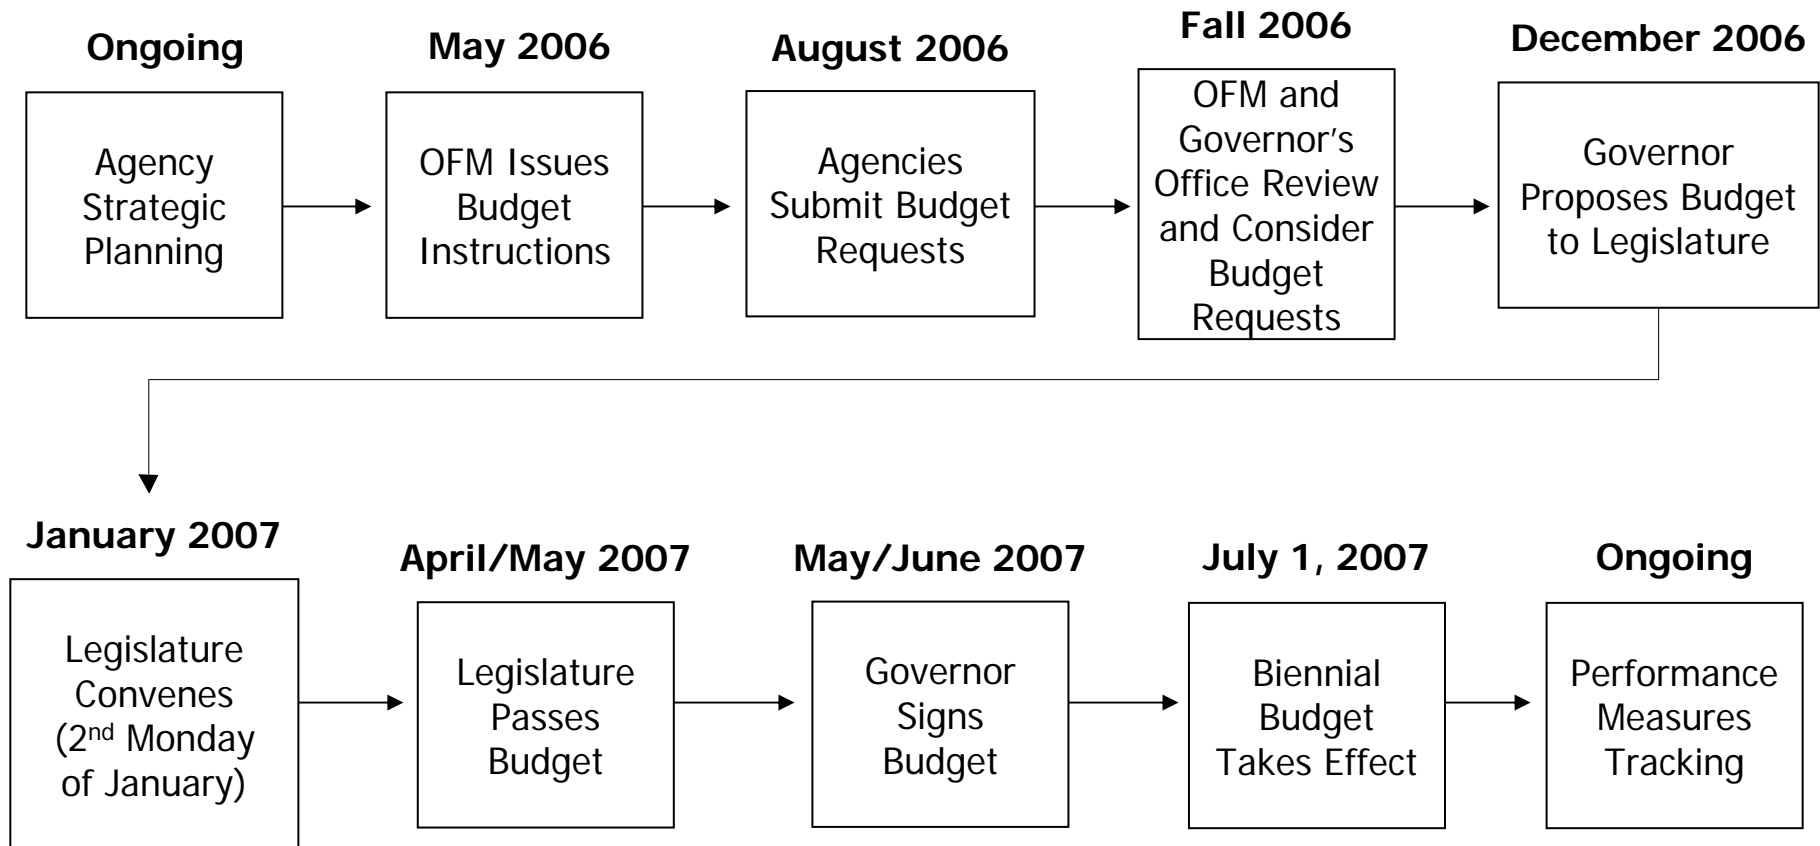 Ongoing
Agency
Strategic
Planning
May 2006
OFM Issues
Budget
Instructions
August 2006
Agencies
Submit Budget
Requests
Fall 2006
OFM and
Governor’s
Office Review
and Consider
Budget
Requests
December 2006
Governor
Proposes Budget
to Legislature
January 2007
Legislature
Convenes
(2nd Monday
of January)
April/May 2007
Legislature
Passes
Budget
May/June 2007
Governor
Signs
Budget
July 1, 2007
Biennial
Budget
Takes Effect
Ongoing
Performance
Measures
Tracking